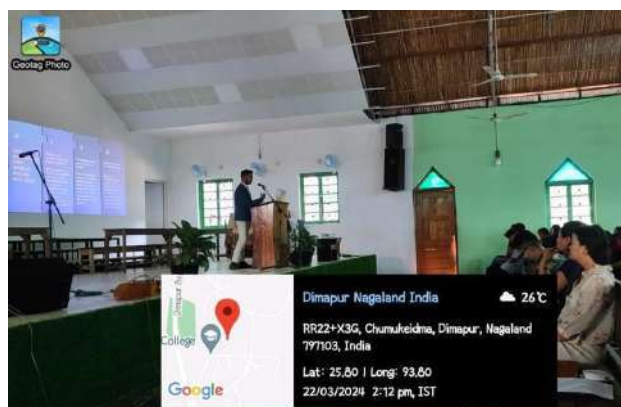 Geotag Photo
Dimapur Nagaland India
26°C
RR22+X3G, Chumukeidma, Dimapur, Nagaland
797103, India
Lat: 25.80 | Long: 93.80
22/03/2024 2:12 pm, IST
College
Google